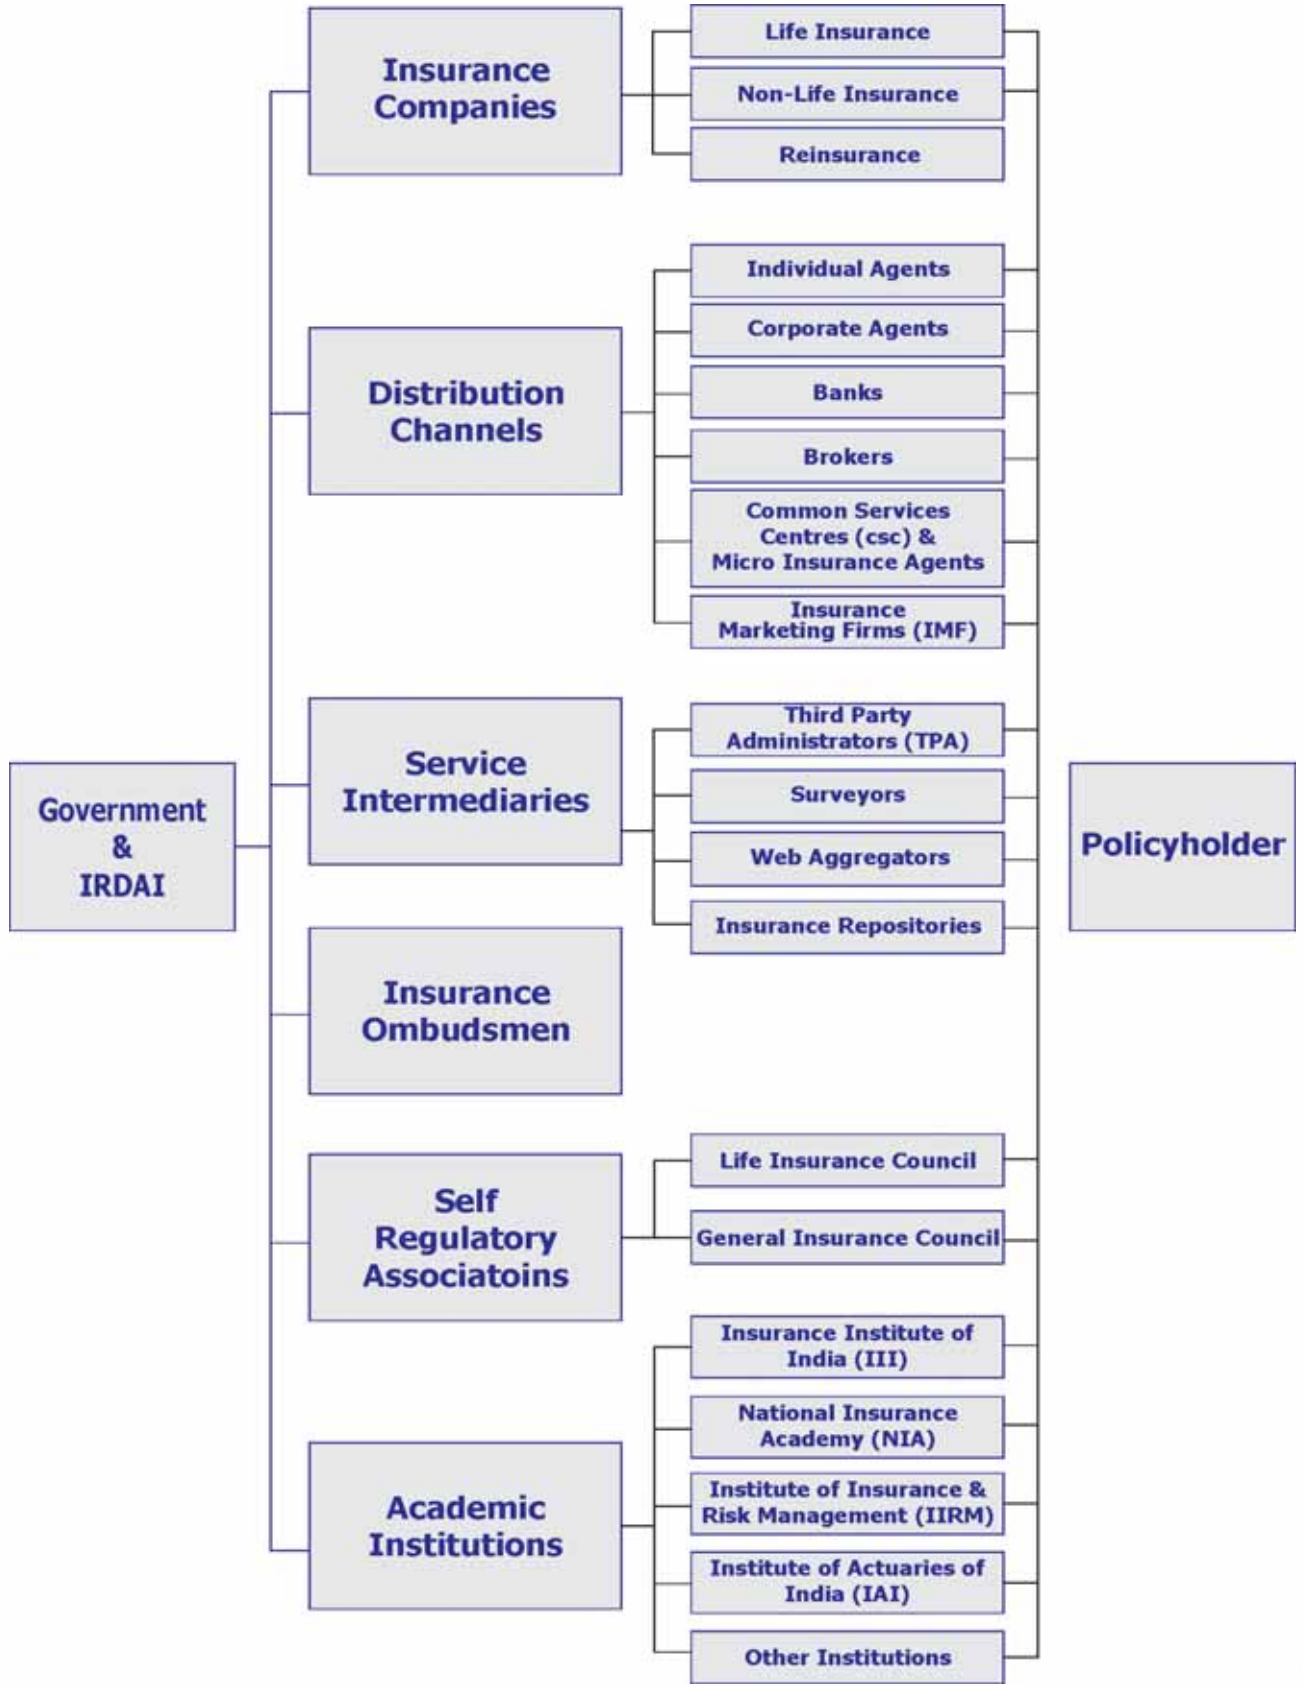 Government
&
IRDAI
Insurance
Companies
Life Insurance
Non-Life Insurance
Reinsurance
Distribution
Channels
Individual Agents
Corporate Agents
Banks
Brokers
Common Services
Centres (csc) &
Micro Insurance Agents
Insurance
Marketing Firms (IMF)
Service
Intermediaries
Third Party
Administrators (TPA)
Surveyors
Web Aggregators
Insurance Repositories
Insurance
Ombudsmen
Self
Regulatory
Associatoins
Life Insurance Council
General Insurance Council
Academic
Institutions
Insurance Institute of
India (III)
National Insurance
Academy (NIA)
Institute of Insurance &
Risk Management (IIRM)
Institute of Actuaries of
India (IAI)
Other Institutions
Policyholder